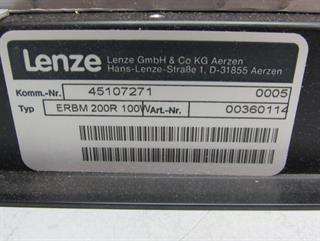 Lenze Lenze GmbH & Co KG Aerzen
Hans-Lenze-Straße 1, D-31855 Aerzen
Komm.-Nr. 45107271 0005
Typ ERBM 200R 100W Art.-Nr. 00360114